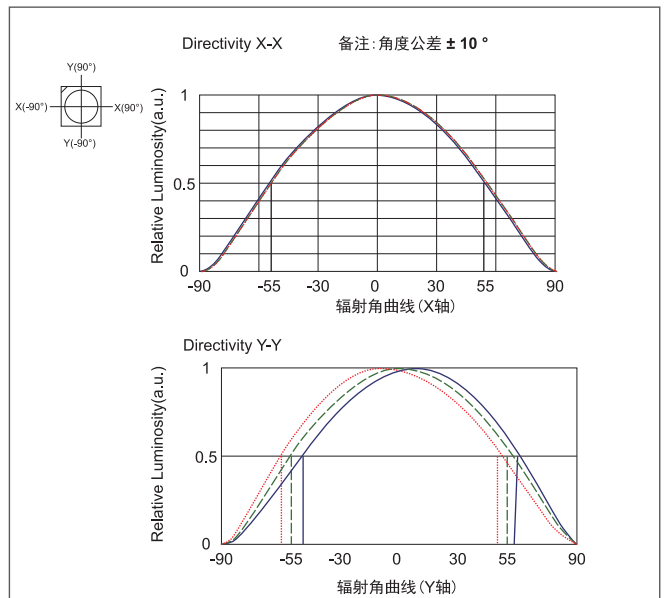 Directivity X-X 备注:角度公差 ± 10 °
Y(90°)
X(-90°) X(90°)
Y(-90°)
Relative Luminosity(a.u.)
1
0.5
0
-90 -55 -30 0 30 55 90
辐射角曲线(X轴)
Directivity Y-Y
Relative Luminosity(a.u.)
1
0.5
0
-90 -55 -30 0 30 55 90
辐射角曲线(Y轴)